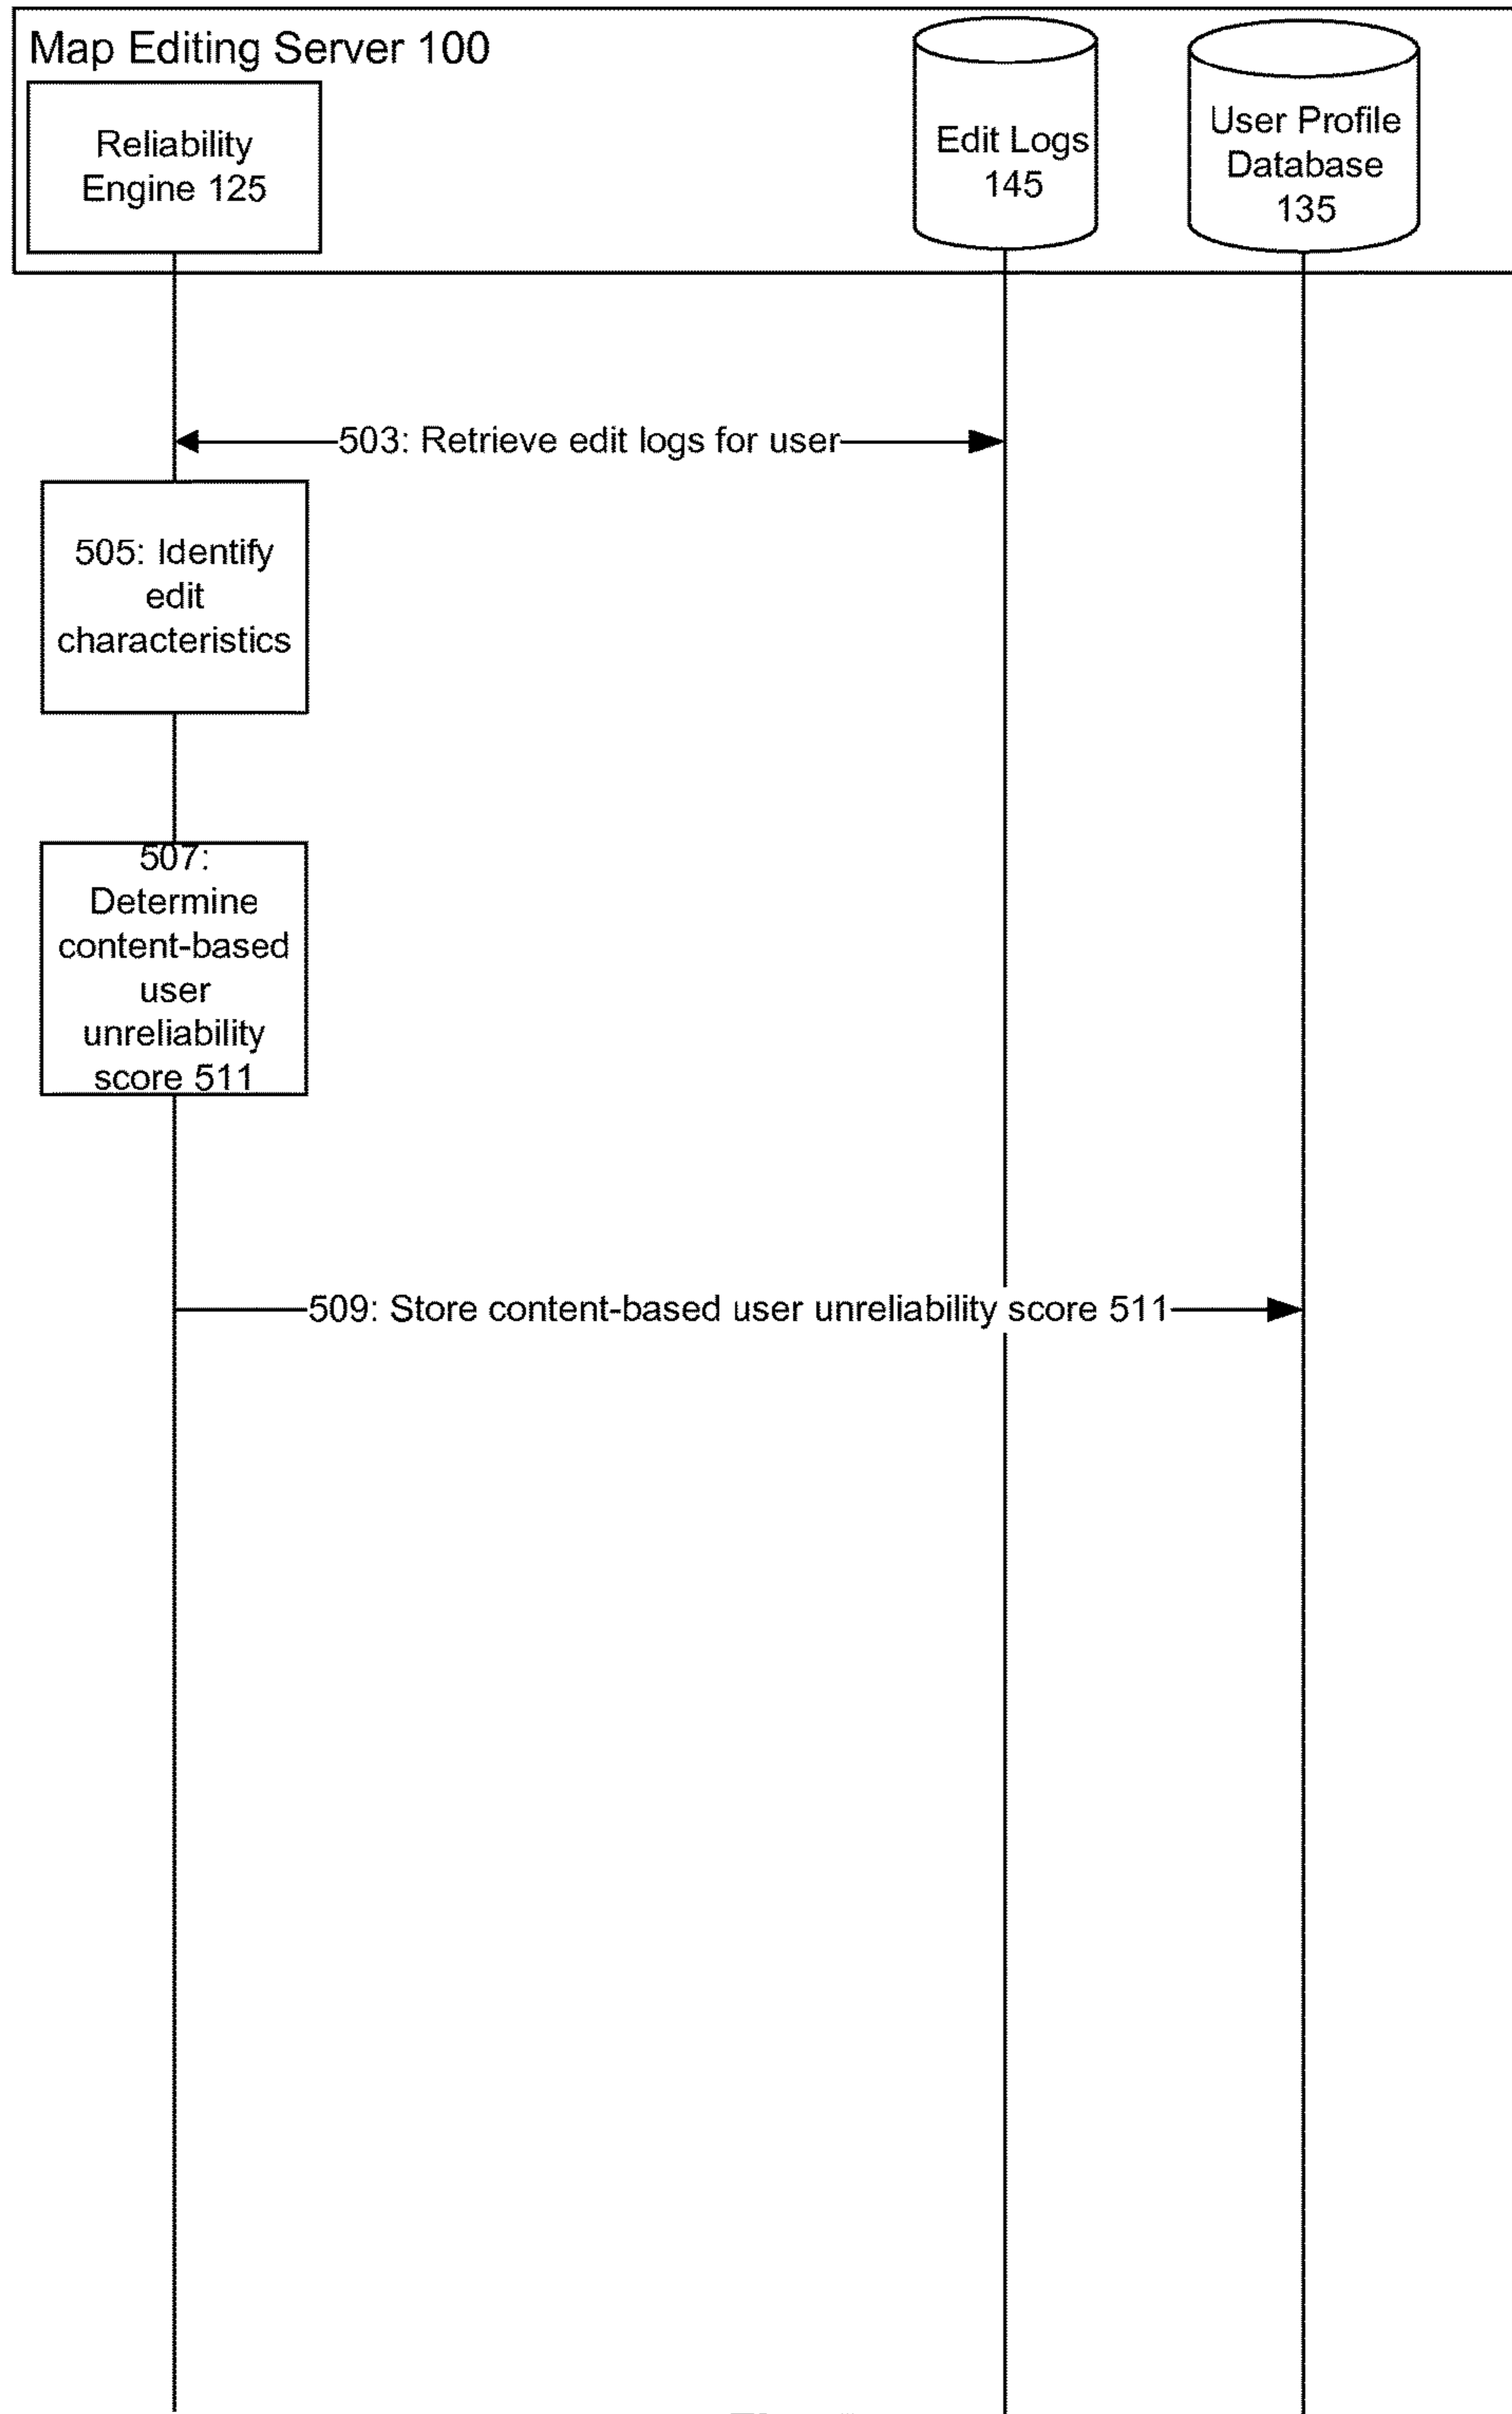 Map Editing Server 100
Reliability
Engine 125
Edit Logs
145
User Profile
Database
135
503: Retrieve edit logs for user
505: Identify
edit
characteristics
507:
Determine
content-based
user
unreliability
score 511
509: Store content-based user unreliability score 511